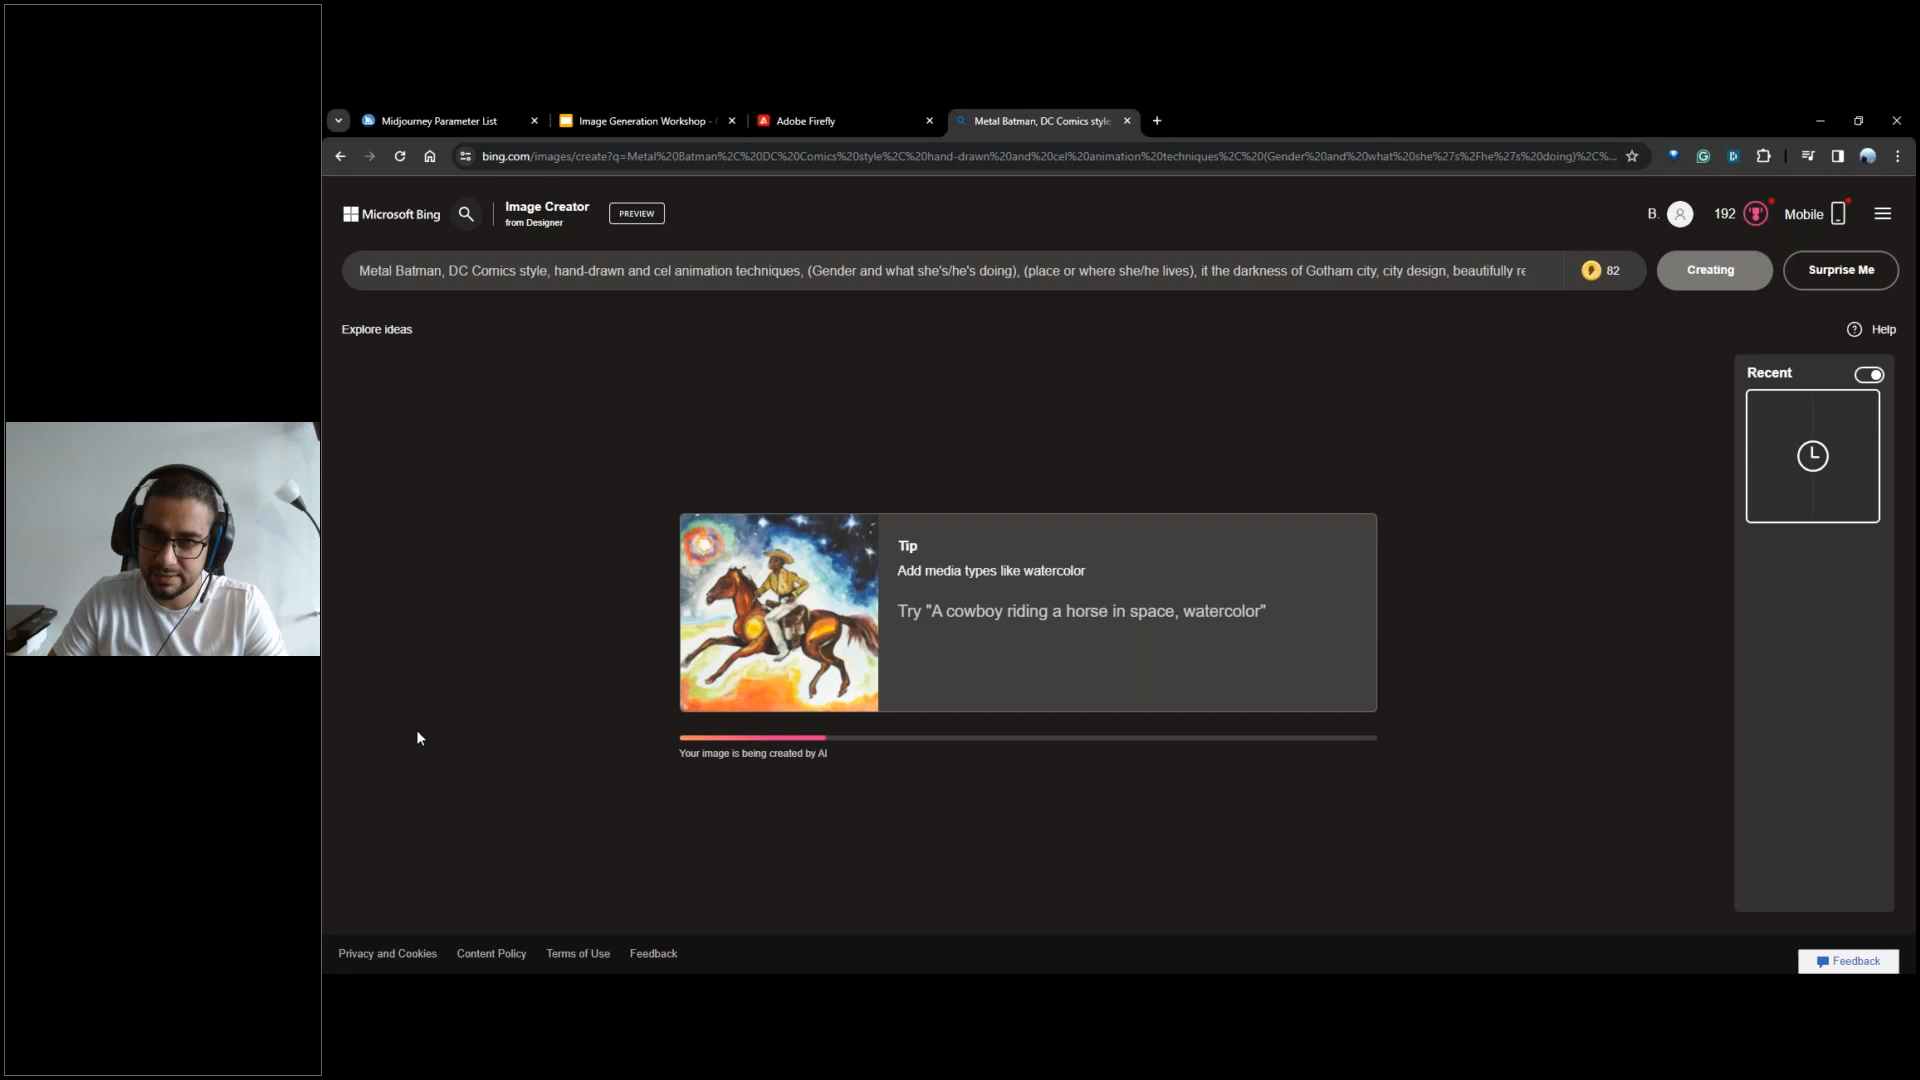 Midjourney Parameter List
Image Generation Workshop -
Adobe Firefly
Metal Batman, DC Comics style,
bing.com/images/create?q=Metal%20Batman%2C%20DC%20Comics%20style%2C%20hand-drawn%20and%20cel%20animation%20techniques%2C%20(Gender%20and%20what%20she%27s%2Fhe%27s%20doing)%2C%...
Microsoft Bing
Image Creator
from Designer
PREVIEW
B.
192
Mobile
Metal Batman, DC Comics style, hand-drawn and cel animation techniques, (Gender and what she's/he's doing), (place or where she/he lives), it the darkness of Gotham city, city design, beautifully re
82
Creating
Surprise Me
Explore ideas
Help
Recent
Tip
Add media types like watercolor
Try "A cowboy riding a horse in space, watercolor"
Your image is being created by AI
Privacy and Cookies
Content Policy
Terms of Use
Feedback
Feedback